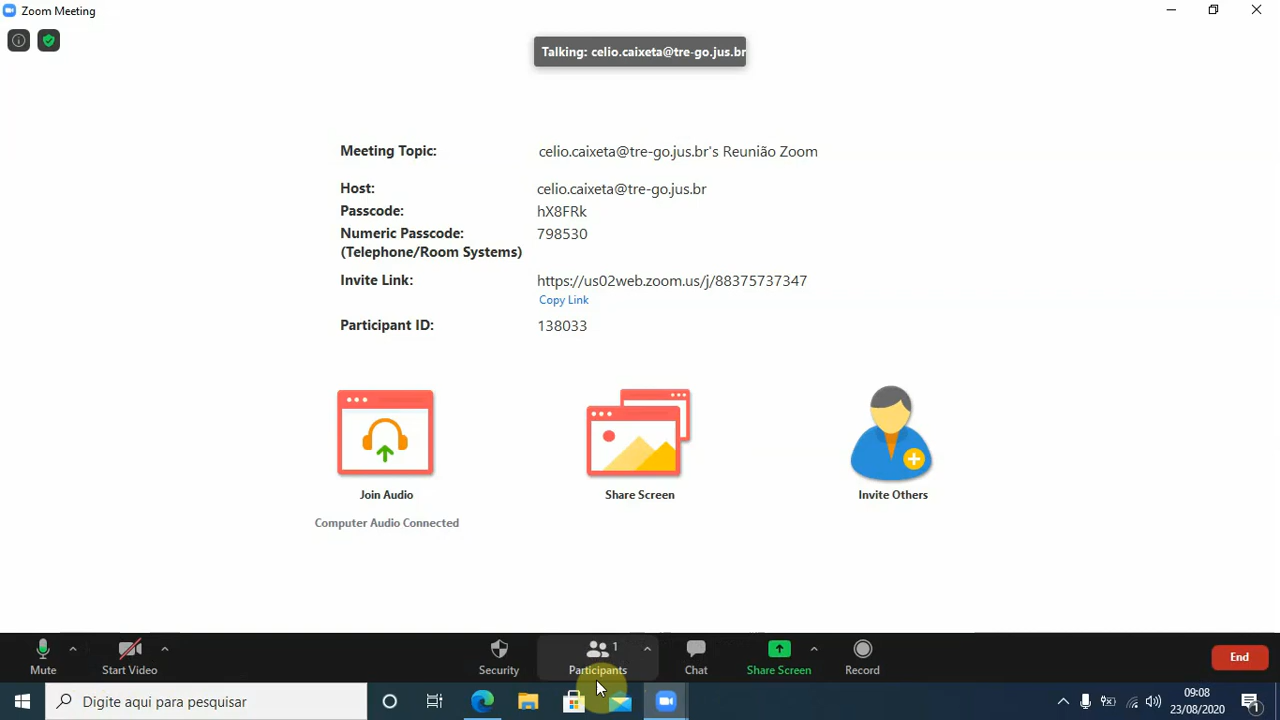 Zoom Meeting
Talking: celio.caixeta@tre-go.jus.br
Meeting Topic: celio.caixeta@tre-go.jus.br's Reunião Zoom
Host: celio.caixeta@tre-go.jus.br
Passcode: hX8FRk
Numeric Passcode: 798530
(Telephone/Room Systems)
Invite Link: https://us02web.zoom.us/j/88375737347
Copy Link
Participant ID: 138033
Join Audio
Share Screen
Invite Others
Computer Audio Connected
1
Mute
Start Video
Security
Participants
Chat
Share Screen
Record
End
Digite aqui para pesquisar
09:08
23/08/2020
1